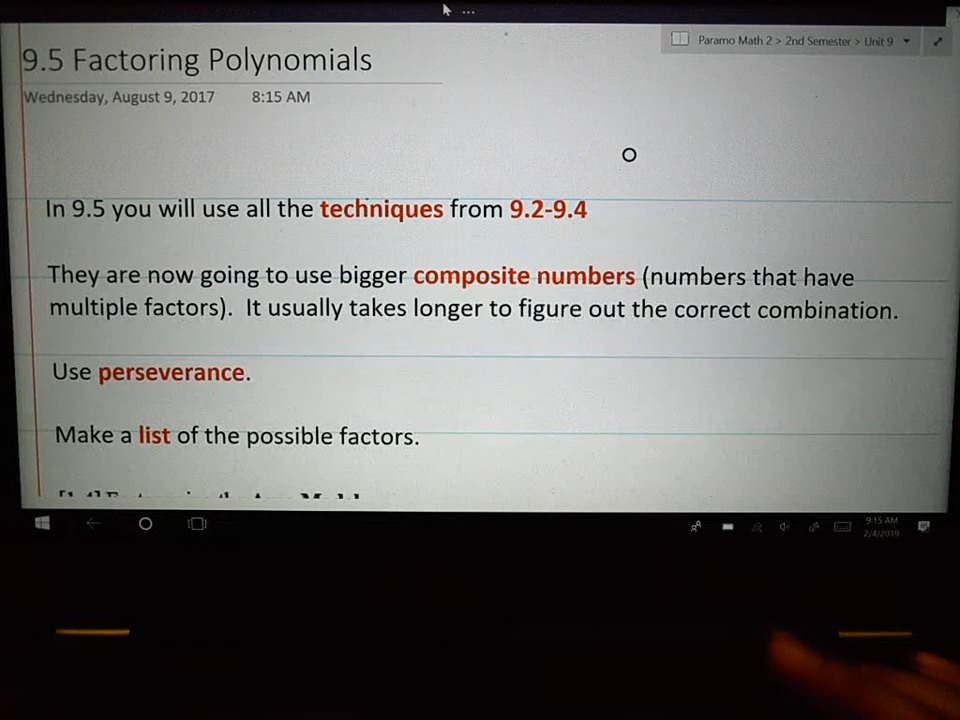 Paramo Math 2 > 2nd Semester > Unit 9
9.5 Factoring Polynomials
Wednesday, August 9, 2017 8:15 AM
In 9.5 you will use all the techniques from 9.2-9.4
They are now going to use bigger composite numbers (numbers that have
multiple factors). It usually takes longer to figure out the correct combination.
Use perseverance.
Make a list of the possible factors.
9:15 AM
2/4/2019